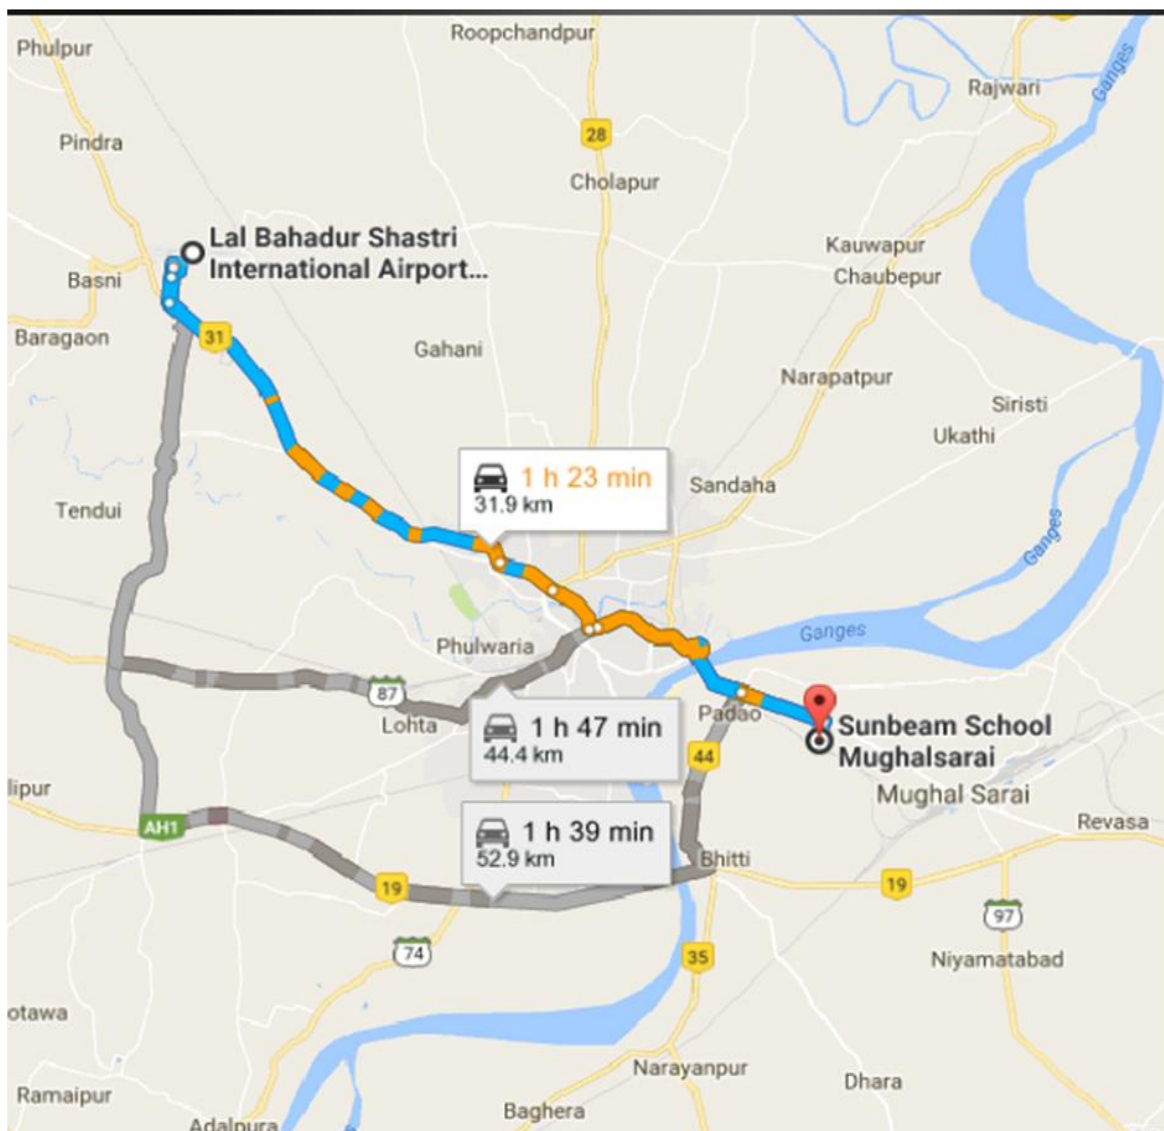 Phulpur
Roopchandpur
Rajwari
Ganges
Pindra
28
Cholapur
Lal Bahadur Shastri
International Airport...
Kauwapur
Chaubepur
Basni
Baragaon
31
Gahani
Narapatpur
Siristi
Ukathi
1 h 23 min
31.9 km
Sandaha
Tendui
Ganges
Ganges
Phulwaria
87
Lohta
Padao
1 h 47 min
44.4 km
44
Sunbeam School
Mughalsarai
Mughal Sarai
lipur
AH1
1 h 39 min
52.9 km
Revasa
Bhitti
19
19
97
74
35
Niyamatabad
otawa
Narayanpur
Dhara
Ramaipur
Baghera
Adalpura